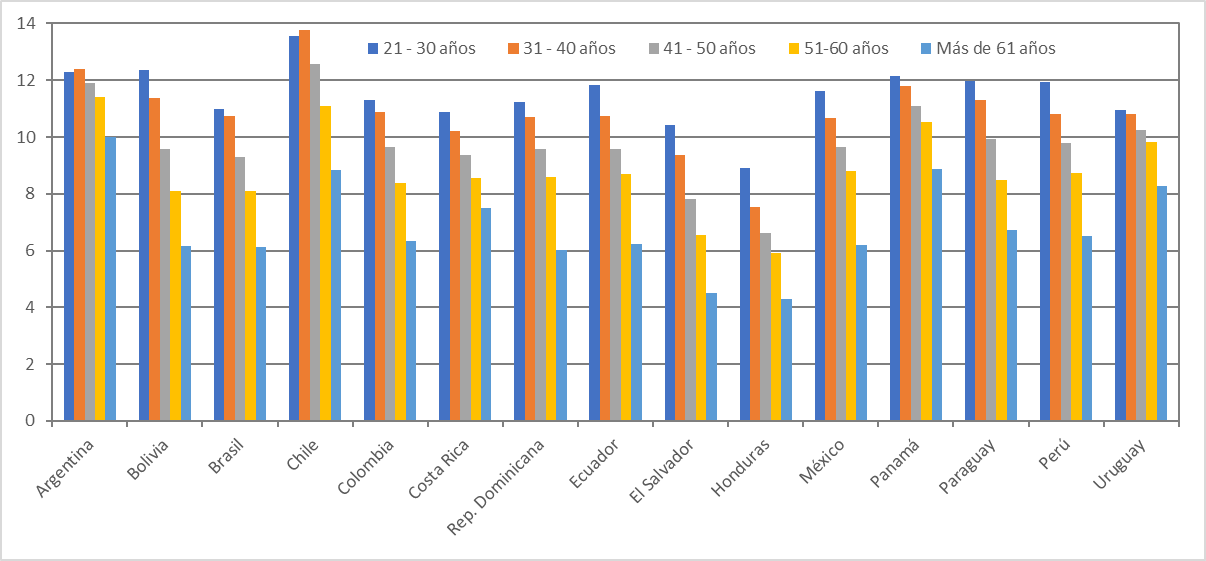 14
12
10
8
6
4
2
0
21 - 30 años 31 - 40 años 41 - 50 años 51-60 años Más de 61 años
Argentina
Bolivia
Brasil
Chile
Colombia
Costa Rica
Rep. Dominicana
Ecuador
El Salvador
Honduras
México
Panamá
Paraguay
Perú
Uruguay